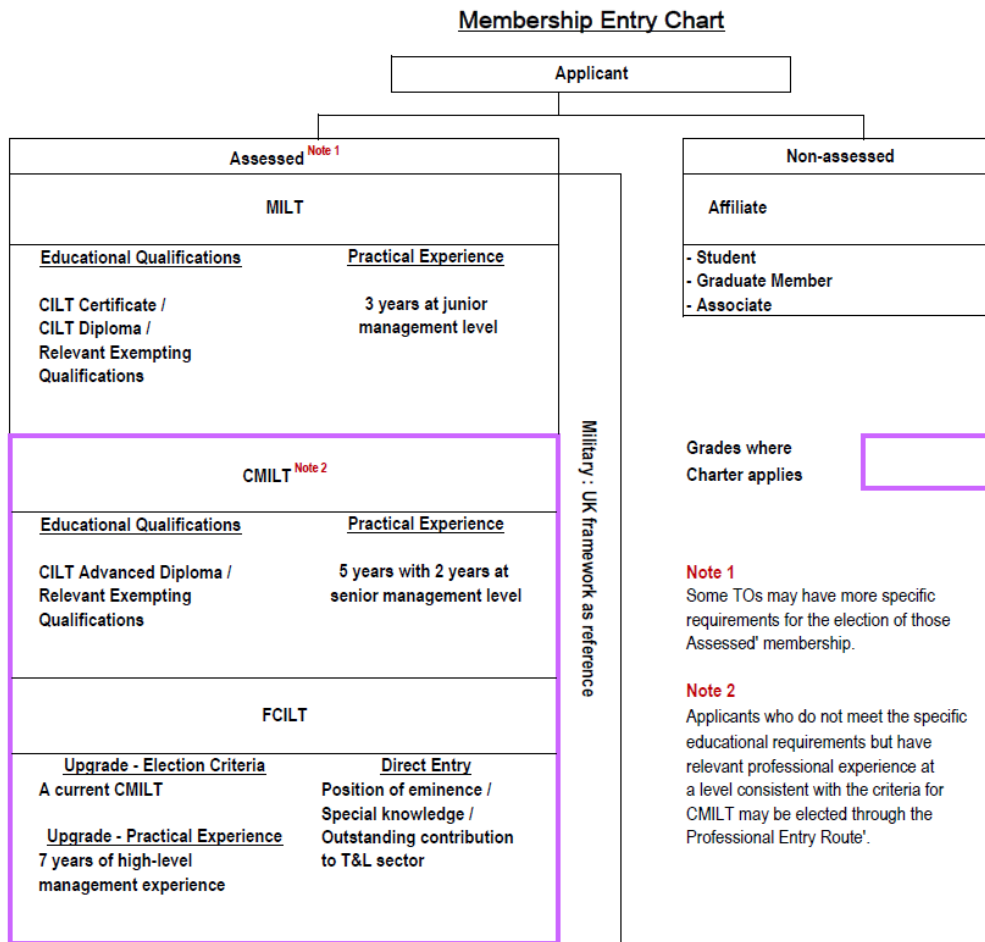 Membership Entry Chart
Applicant
Assessed Note 1
MILT
Educational Qualifications
CILT Certificate /
CILT Diploma /
Relevant Exempting
Qualifications
Practical Experience
3 years at junior
management level
CMILT Note 2
Educational Qualifications
CILT Advanced Diploma /
Relevant Exempting
Qualifications
Practical Experience
5 years with 2 years at
senior management level
FCILT
Upgrade - Election Criteria
A current CMILT
Upgrade - Practical Experience
7 years of high-level
management experience
Direct Entry
Position of eminence /
Special knowledge /
Outstanding contribution
to T&L sector
Military : UK framework as reference
Non-assessed
Affiliate
- Student
- Graduate Member
- Associate
Grades where
Charter applies
Note 1
Some TOs may have more specific
requirements for the election of those
Assessed' membership.
Note 2
Applicants who do not meet the specific
educational requirements but have
relevant professional experience at
a level consistent with the criteria for
CMILT may be elected through the
Professional Entry Route'.